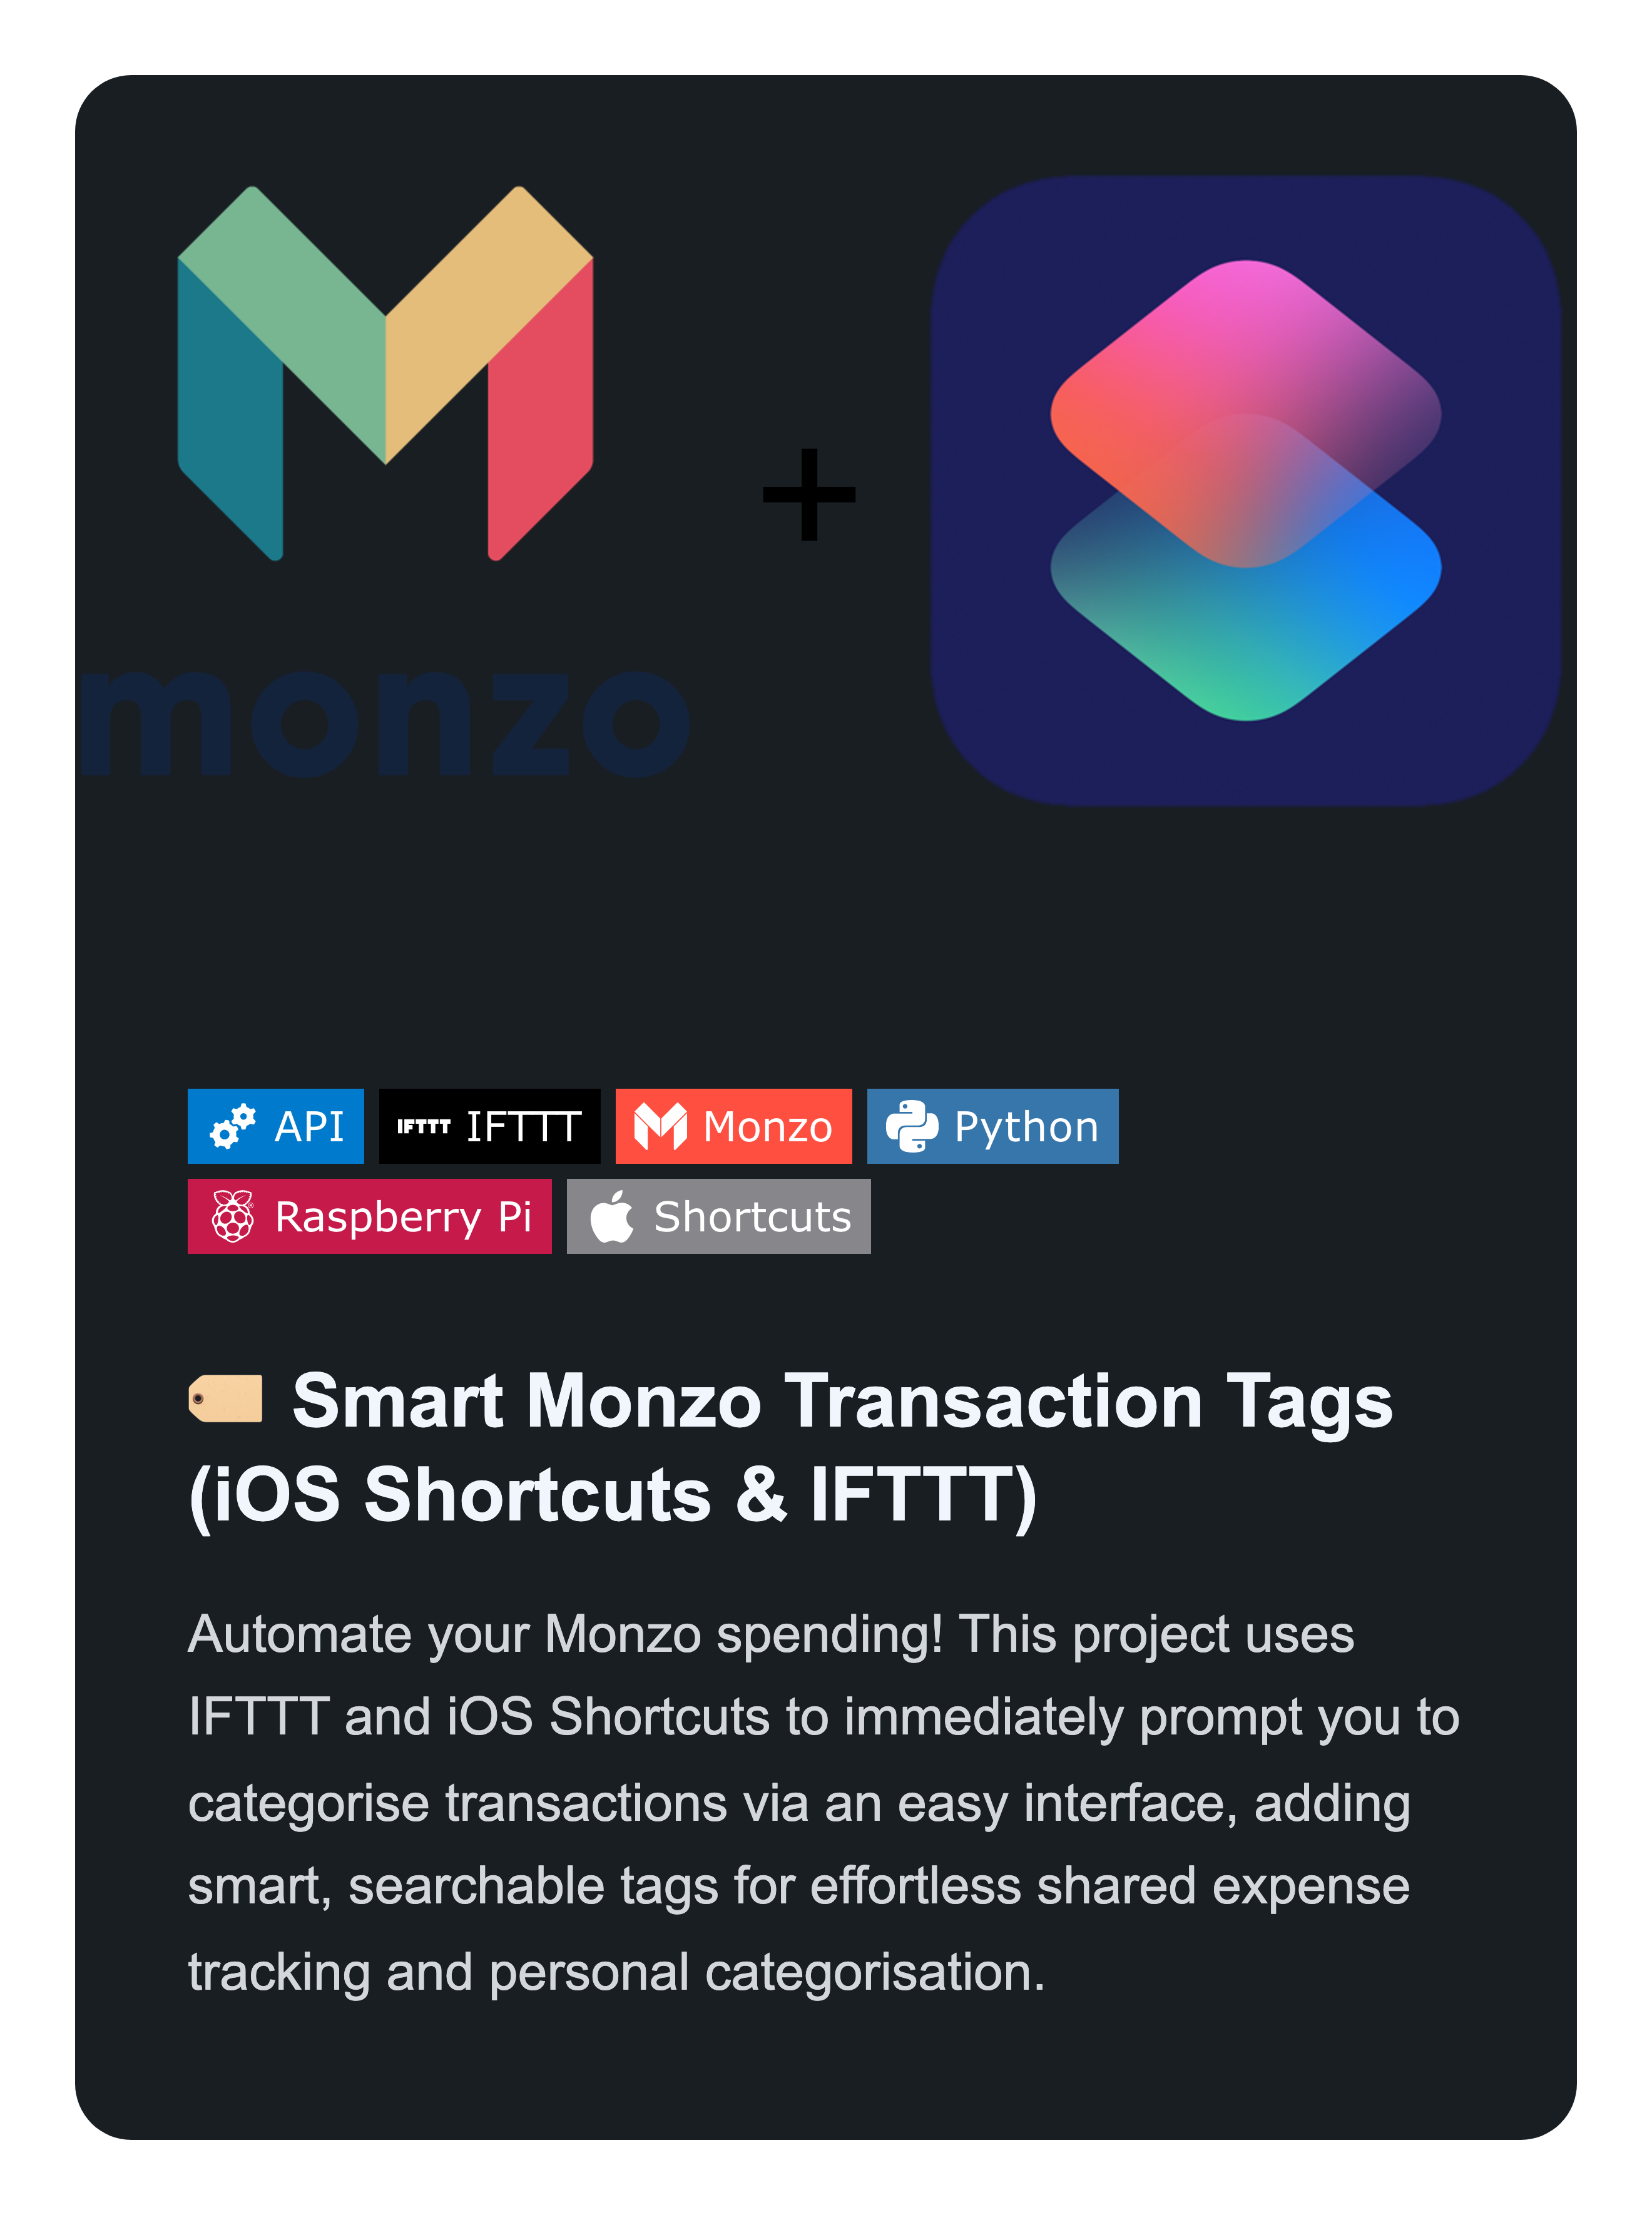 monzo
+
API IFTTT IFTTT Monzo Python
Raspberry Pi Shortcuts
Smart Monzo Transaction Tags
(iOS Shortcuts & IFTTT)
Automate your Monzo spending! This project uses
IFTTT and iOS Shortcuts to immediately prompt you to
categorise transactions via an easy interface, adding
smart, searchable tags for effortless shared expense
tracking and personal categorisation.